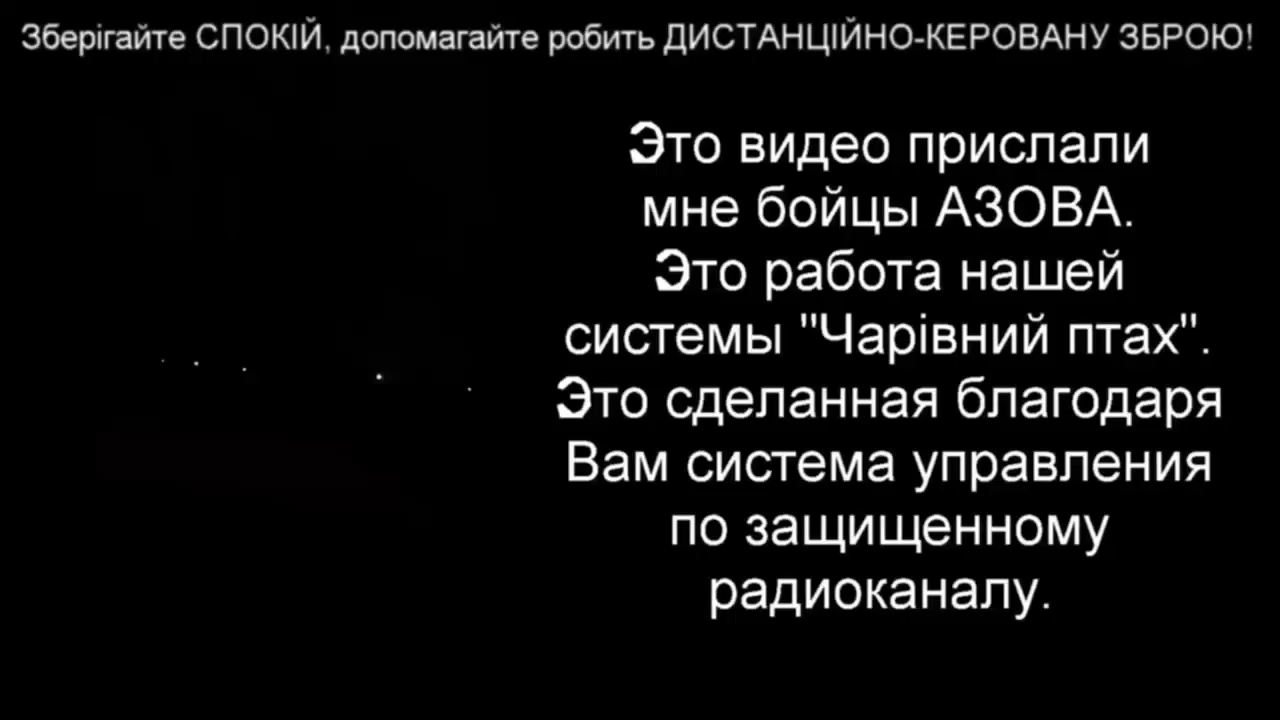 Зберігайте СПОКІЙ, допомагайте робить ДИСТАНЦІЙНО-КЕРОВАНУ ЗБРОЮ!
Это видео прислали
мне бойцы АЗОВА.
Это работа нашей
системы "Чарівний птах".
Это сделанная благодаря
Вам система управления
по защищенному
радиоканалу.